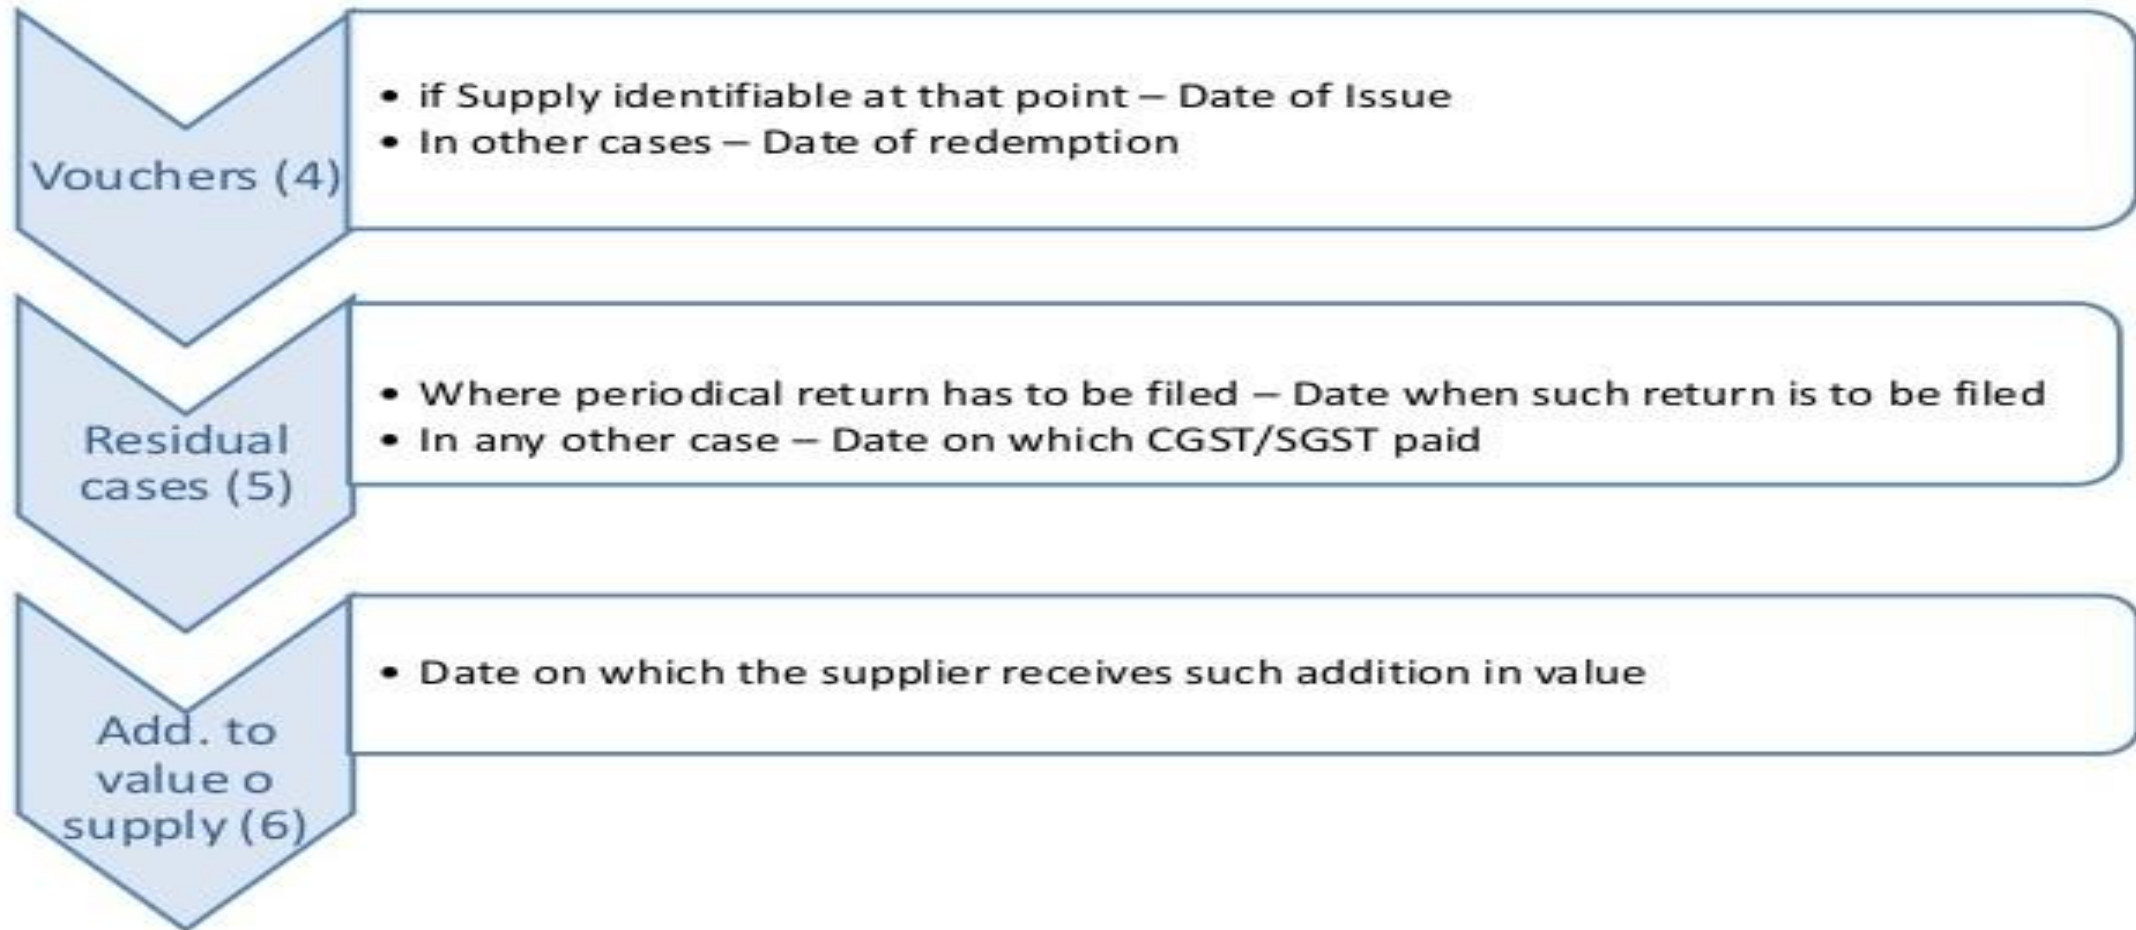 Vouchers (4)
• if Supply identifiable at that point – Date of Issue
• In other cases – Date of redemption
Residual
cases (5)
• Where periodical return has to be filed – Date when such return is to be filed
• In any other case – Date on which CGST/SGST paid
Add. to
value o
supply (6)
• Date on which the supplier receives such addition in value